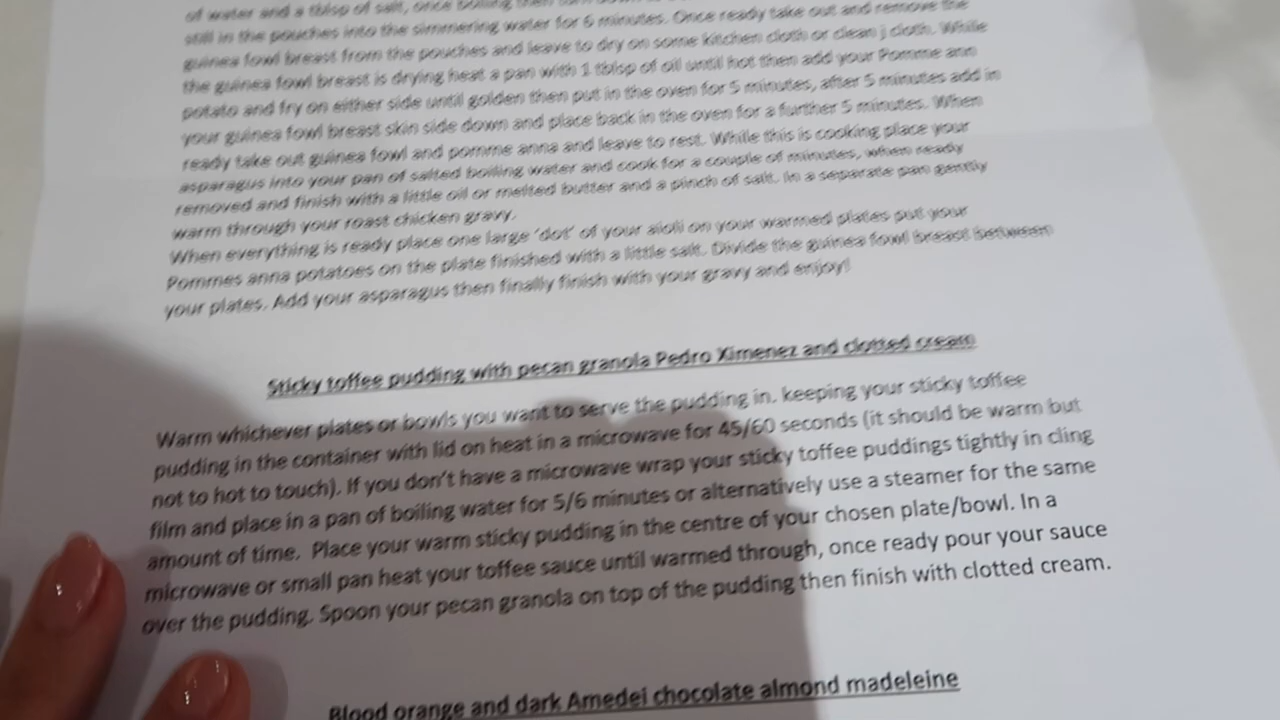 of water and a tblsp of salt, once boiling then turn down
still in the pouches into the simmering water for 6 minutes. Once ready take out and remove the
guinea fowl breast from the pouches and leave to dry on some kitchen cloth or clean j cloth. While
the guinea fowl breast is drying heat a pan with 1 tblsp of oil until hot then add your Pomme ann
potato and fry on either side until golden then put in the oven for 5 minutes, after 5 minutes add in
your guinea fowl breast skin side down and place back in the oven for a further 5 minutes. When
ready take out guinea fowl and pomme anna and leave to rest. While this is cooking place your
asparagus into your pan of salted boiling water and cook for a couple of minutes, when ready
removed and finish with a little oil or melted butter and a pinch of salt. In a separate pan gently
warm through your roast chicken gravy.
When everything is ready place one large ‘dot’ of your aioli on your warmed plates put your
Pommes anna potatoes on the plate finished with a little salt. Divide the guinea fowl breast between
your plates. Add your asparagus then finally finish with your gravy and enjoy!
Sticky toffee pudding with pecan granola Pedro Ximenez and clotted cream
Warm whichever plates or bowls you want to serve the pudding in. keeping your sticky toffee
pudding in the container with lid on heat in a microwave for 45/60 seconds (it should be warm but
not to hot to touch). If you don’t have a microwave wrap your sticky toffee puddings tightly in cling
film and place in a pan of boiling water for 5/6 minutes or alternatively use a steamer for the same
amount of time. Place your warm sticky pudding in the centre of your chosen plate/bowl. In a
microwave or small pan heat your toffee sauce until warmed through, once ready pour your sauce
over the pudding. Spoon your pecan granola on top of the pudding then finish with clotted cream.
Blood orange and dark Amedei chocolate almond madeleine